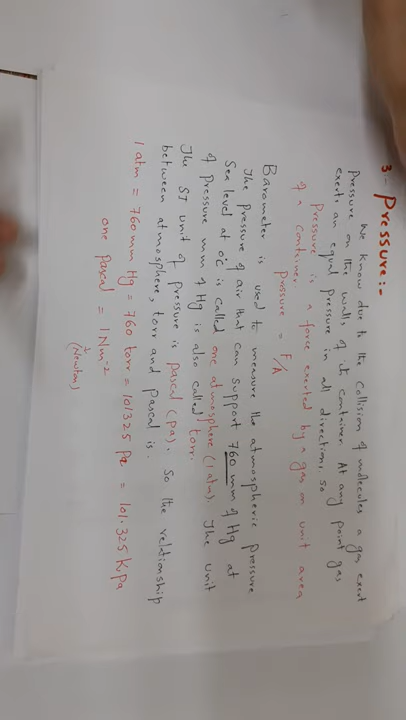 3:- Pressure:-
We Know due to the Collision of molecules a gas exert
Pressure on the walls of it container. At any point gas
exerts an equal pressure in all direction, so
Pressure is a force exerted by a gas on unit area
of a container.
Pressure = F/A
Barometer is used to measure the atmospheric pressure
The pressure of air that can support 760 mm of Hg at
Sea level at 0°C is called one atmosphere (1 atm). The unit
of pressure mm of Hg is also called torr.
The SI unit of pressure is pascal (pa). So the relationship
between atmosphere, torr and pascal is.
1 atm = 760 mm Hg = 760 torr = 101325 pa = 101.325 Kpa
one pascal = 1 Nm⁻²
(Newton)